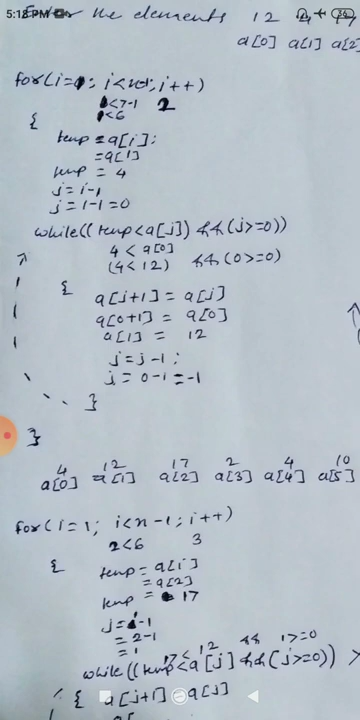 5:18 PM Enter the elements 12 4 17 36
a[0] a[1] a[2]
for(i=1; i<n-1; i++)
1<7-1 2
1<6
{
temp = a[i];
=a[1]
temp = 4
j=i-1
j=1-1=0
while((temp<a[j]) &&(j>=0))
4 < a[0]
(4<12) &&(0>=0)
{
a[j+1] = a[j]
a[0+1] = a[0]
a[1] = 12
j=j-1;
j= 0-1=-1
}
}
4 12 17 2 4 10
a[0] a[1] a[2] a[3] a[4] a[5]
for(i=1; i<n-1; i++)
2<6 3
{
temp=a[i]
=a[2]
temp = 17
j=i-1
=2-1
=1
17<12 && 1>=0
while((temp<a[j] &&(j>=0))
{ a[j+1] = a[j]